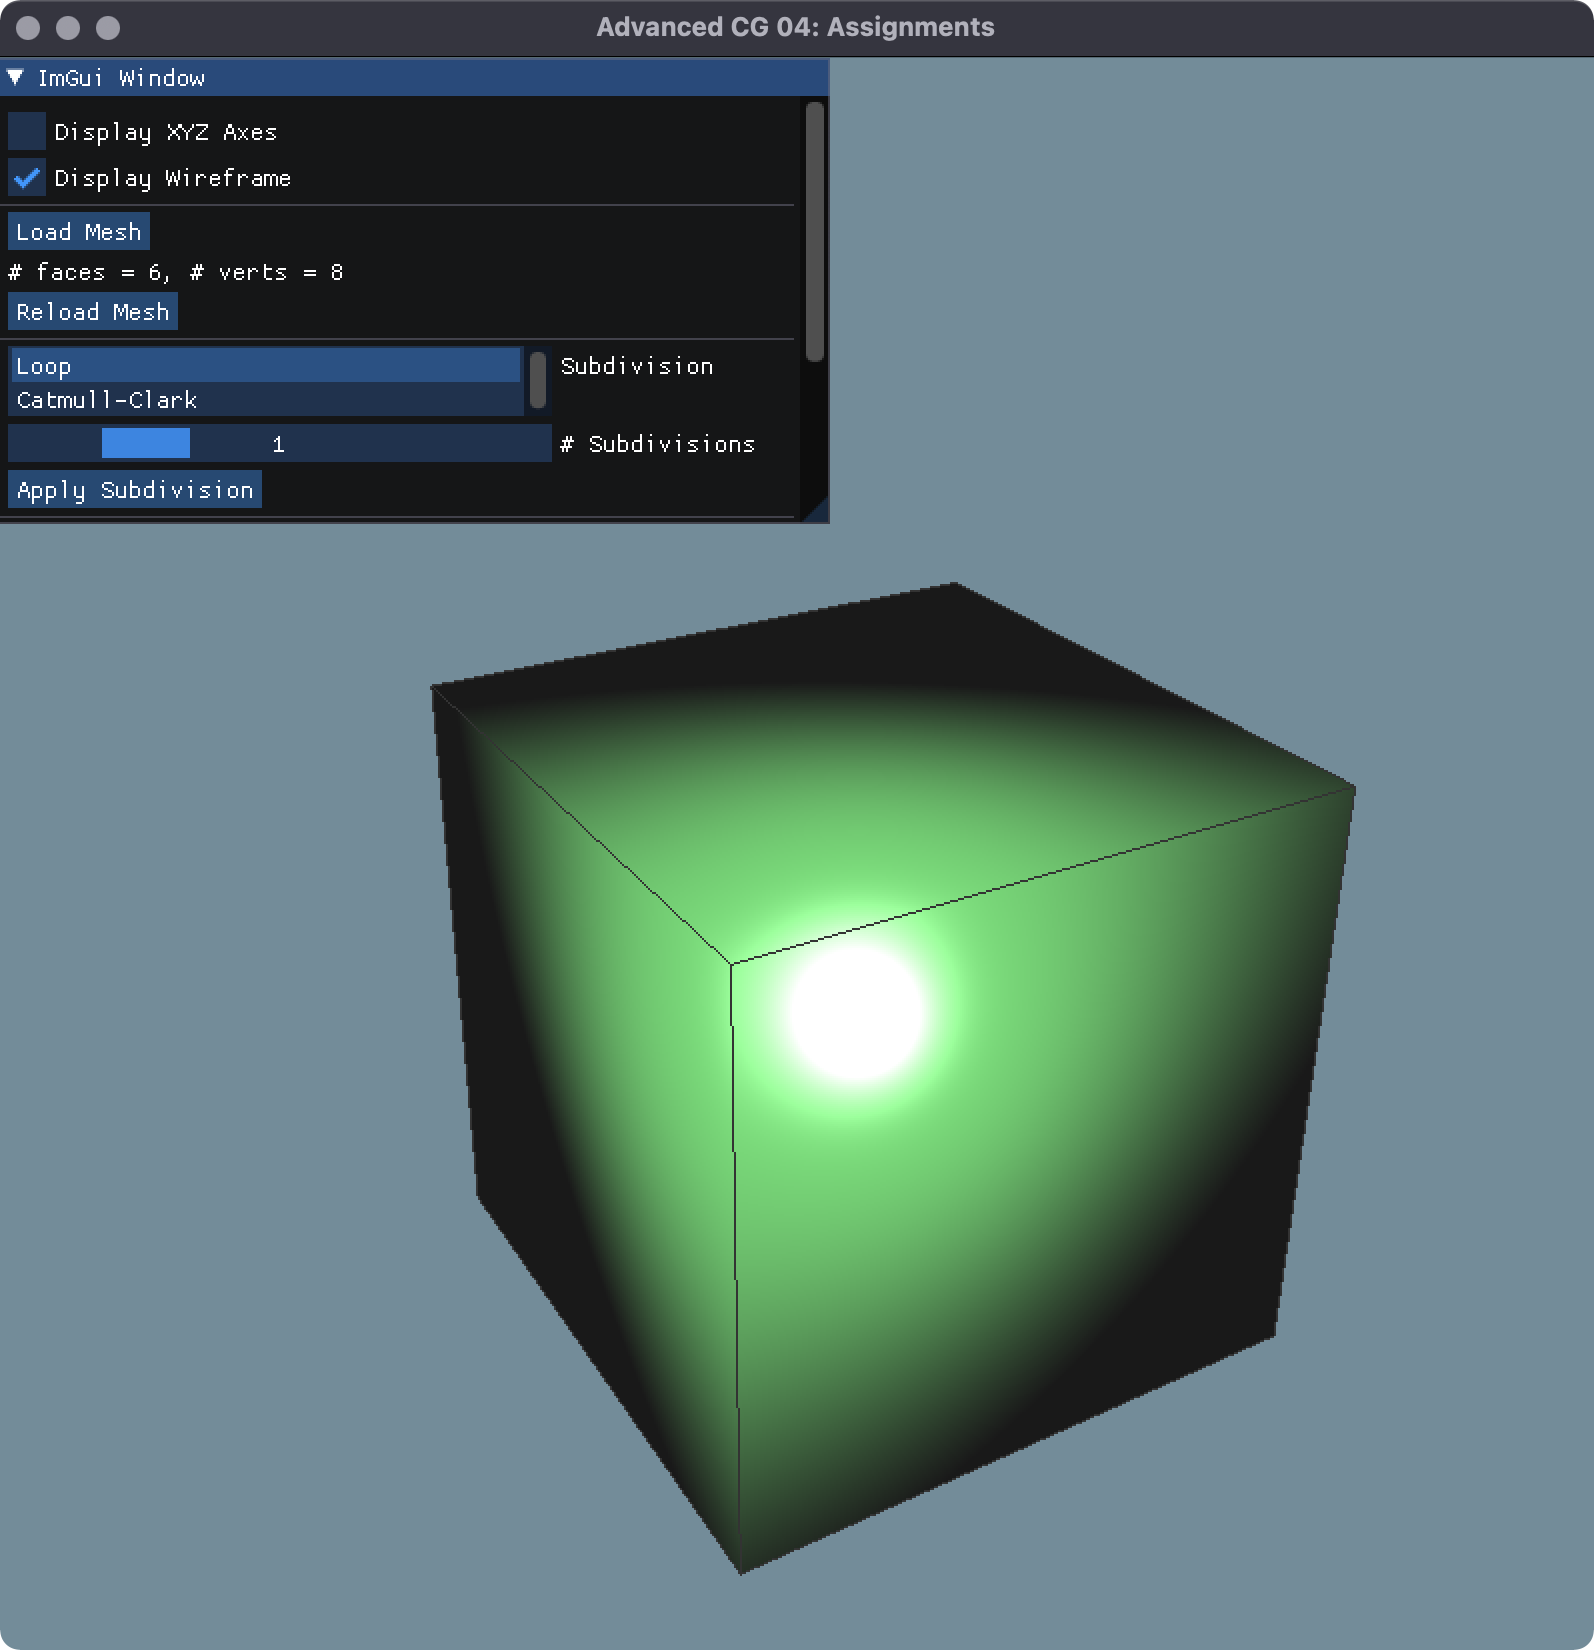 Advanced CG 04: Assignments
ImGui Window
Display XYZ Axes
Display Wireframe
Load Mesh
# faces = 6, # verts = 8
Reload Mesh
Loop
Catmull-Clark
Subdivision
1
# Subdivisions
Apply Subdivision